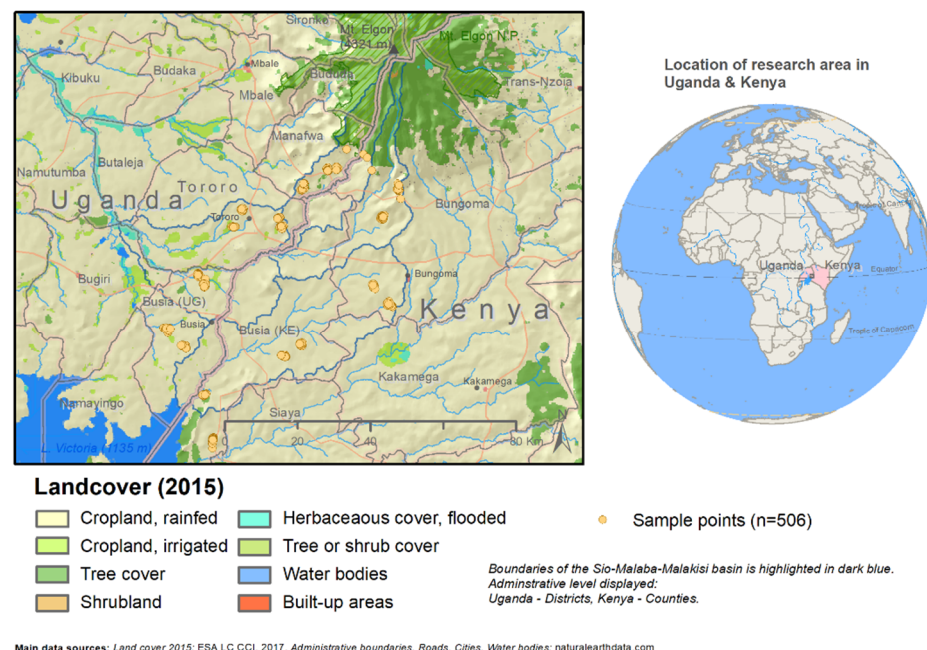 Sironke
Mt. Elgon
(4321 m)
Mt. Elgon N.P.
Kibuku
Budaka
Mbale
Bududa
Trans-Nzoia
Mbale
Manafwa
Butaleja
Namutumba
Tororo
Uganda
Bungoma
Tororo
Bugiri
Bungoma
Busia (UG)
Kenya
Busia
Busia (KE)
Kakamega
Kakamega
Namayingo
Siaya
N
0 20 40 80 Km
L. Victoria (1135 m)
Location of research area in
Uganda & Kenya
Tropic of Cancer
Uganda
Kenya
Equator
Tropic of Capricorn
Landcover (2015)
Cropland, rainfed
Herbaceaous cover, flooded
Sample points (n=506)
Cropland, irrigated
Tree or shrub cover
Tree cover
Water bodies
Shrubland
Built-up areas
Boundaries of the Sio-Malaba-Malakisi basin is highlighted in dark blue.
Adminstrative level displayed:
Uganda - Districts, Kenya - Counties.
Main data sources: Land cover 2015: ESA LC CCI, 2017, Administrative boundaries, Roads, Cities, Water bodies: naturalearthdata.com